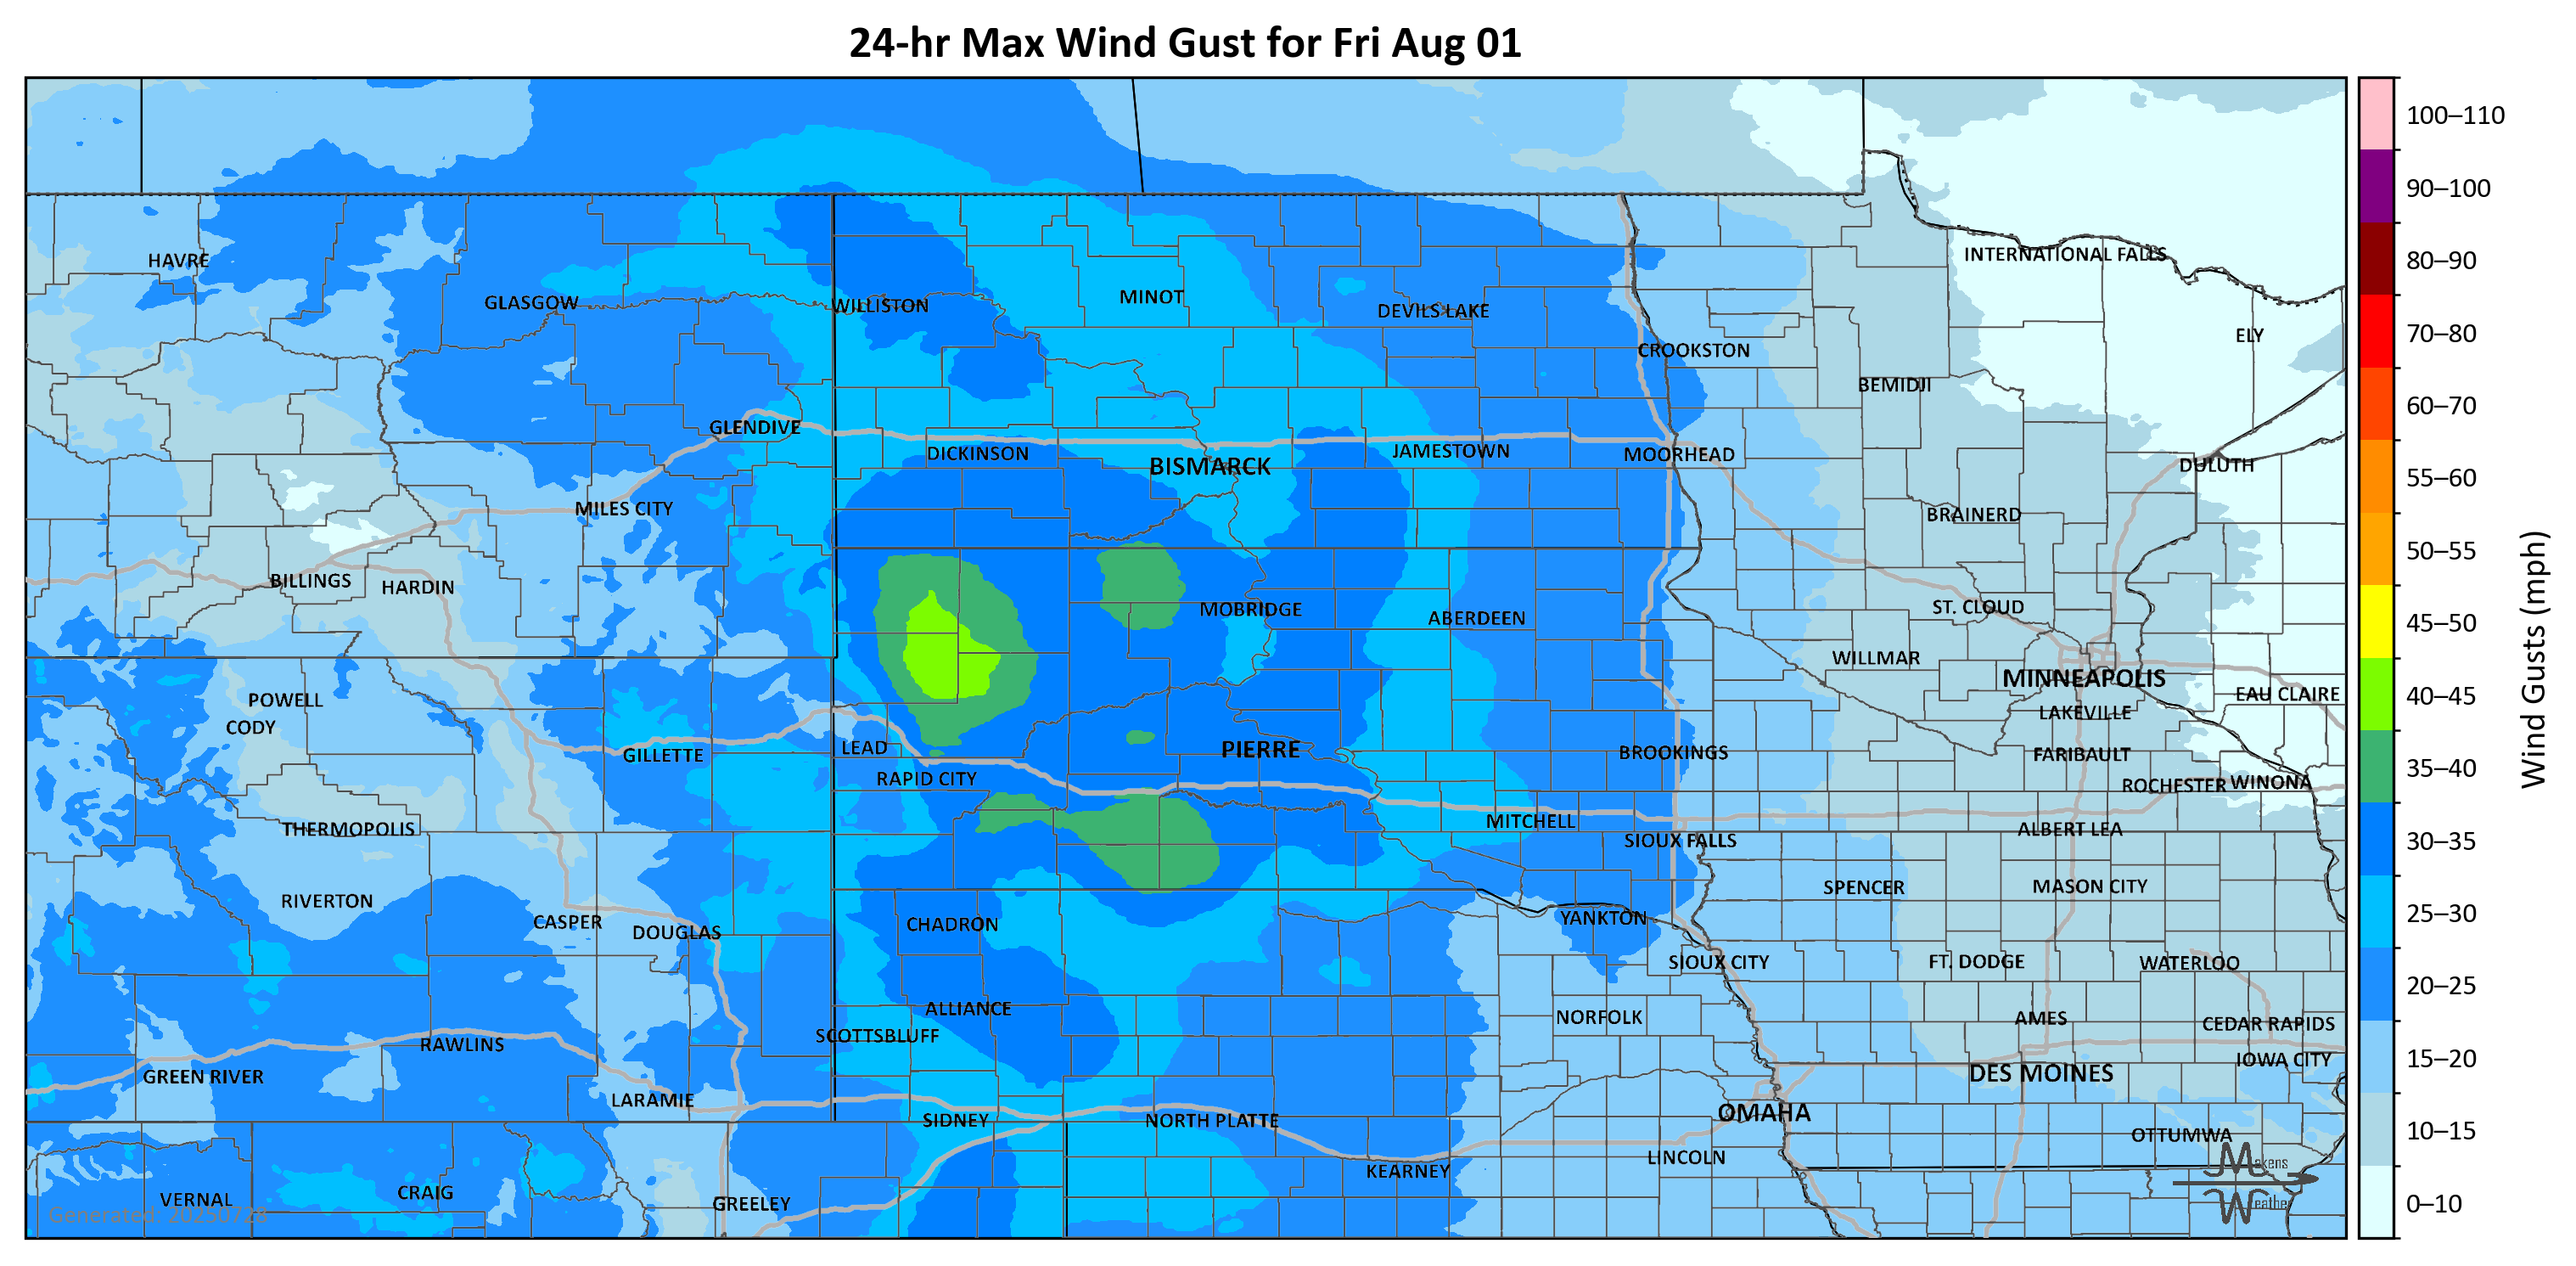 24-hr Max Wind Gust for Fri Aug 01
100–110
90–100
80–90
70–80
60–70
55–60
50–55
45–50
40–45
35–40
30–35
25–30
20–25
15–20
10–15
0–10
Wind Gusts (mph)
HAVRE
GLASGOW
WILLISTON
MINOT
DEVILS LAKE
INTERNATIONAL FALLS
ELY
CROOKSTON
BEMIDJI
GLENDIVE
DICKINSON
BISMARCK
JAMESTOWN
MOORHEAD
DULUTH
MILES CITY
BRAINERD
BILLINGS
HARDIN
MOBRIDGE
ABERDEEN
ST. CLOUD
WILLMAR
MINNEAPOLIS
EAU CLAIRE
POWELL
CODY
LAKEVILLE
GILLETTE
LEAD
PIERRE
BROOKINGS
FARIBAULT
RAPID CITY
ROCHESTER
WINONA
THERMOPOLIS
MITCHELL
SIOUX FALLS
ALBERT LEA
RIVERTON
SPENCER
MASON CITY
CASPER
DOUGLAS
CHADRON
YANKTON
SIOUX CITY
FT. DODGE
WATERLOO
ALLIANCE
NORFOLK
AMES
CEDAR RAPIDS
SCOTTSBLUFF
RAWLINS
IOWA CITY
GREEN RIVER
DES MOINES
LARAMIE
SIDNEY
NORTH PLATTE
OMAHA
OTTUMWA
LINCOLN
KEARNEY
VERNAL
CRAIG
GREELEY
Generated: 20250728
Makens
Weather